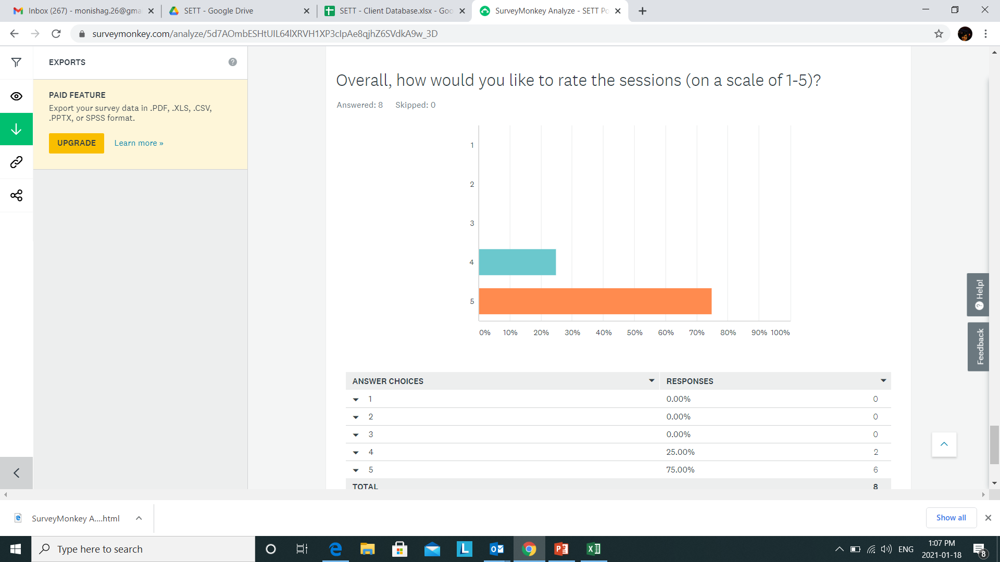 Inbox (267) - monishag.26@gma
SETT - Google Drive
SETT - Client Database.xlsx - Goo
SurveyMonkey Analyze - SETT Po
surveymonkey.com/analyze/5d7AOmbESHtUIL64lXRVH1XP3cIpAe8qjhZ6SVdkA9w_3D
EXPORTS
?
PAID FEATURE
Export your survey data in .PDF, .XLS, .CSV,
.PPTX, or SPSS format.
UPGRADE
Learn more »
Overall, how would you like to rate the sessions (on a scale of 1-5)?
Answered: 8 Skipped: 0
1
2
3
4
5
0% 10% 20% 30% 40% 50% 60% 70% 80% 90% 100%
? Help!
Feedback
ANSWER CHOICES RESPONSES
1 0.00% 0
2 0.00% 0
3 0.00% 0
4 25.00% 2
5 75.00% 6
TOTAL 8
SurveyMonkey A....html
Show all
Type here to search
ENG
1:07 PM
2021-01-18
8